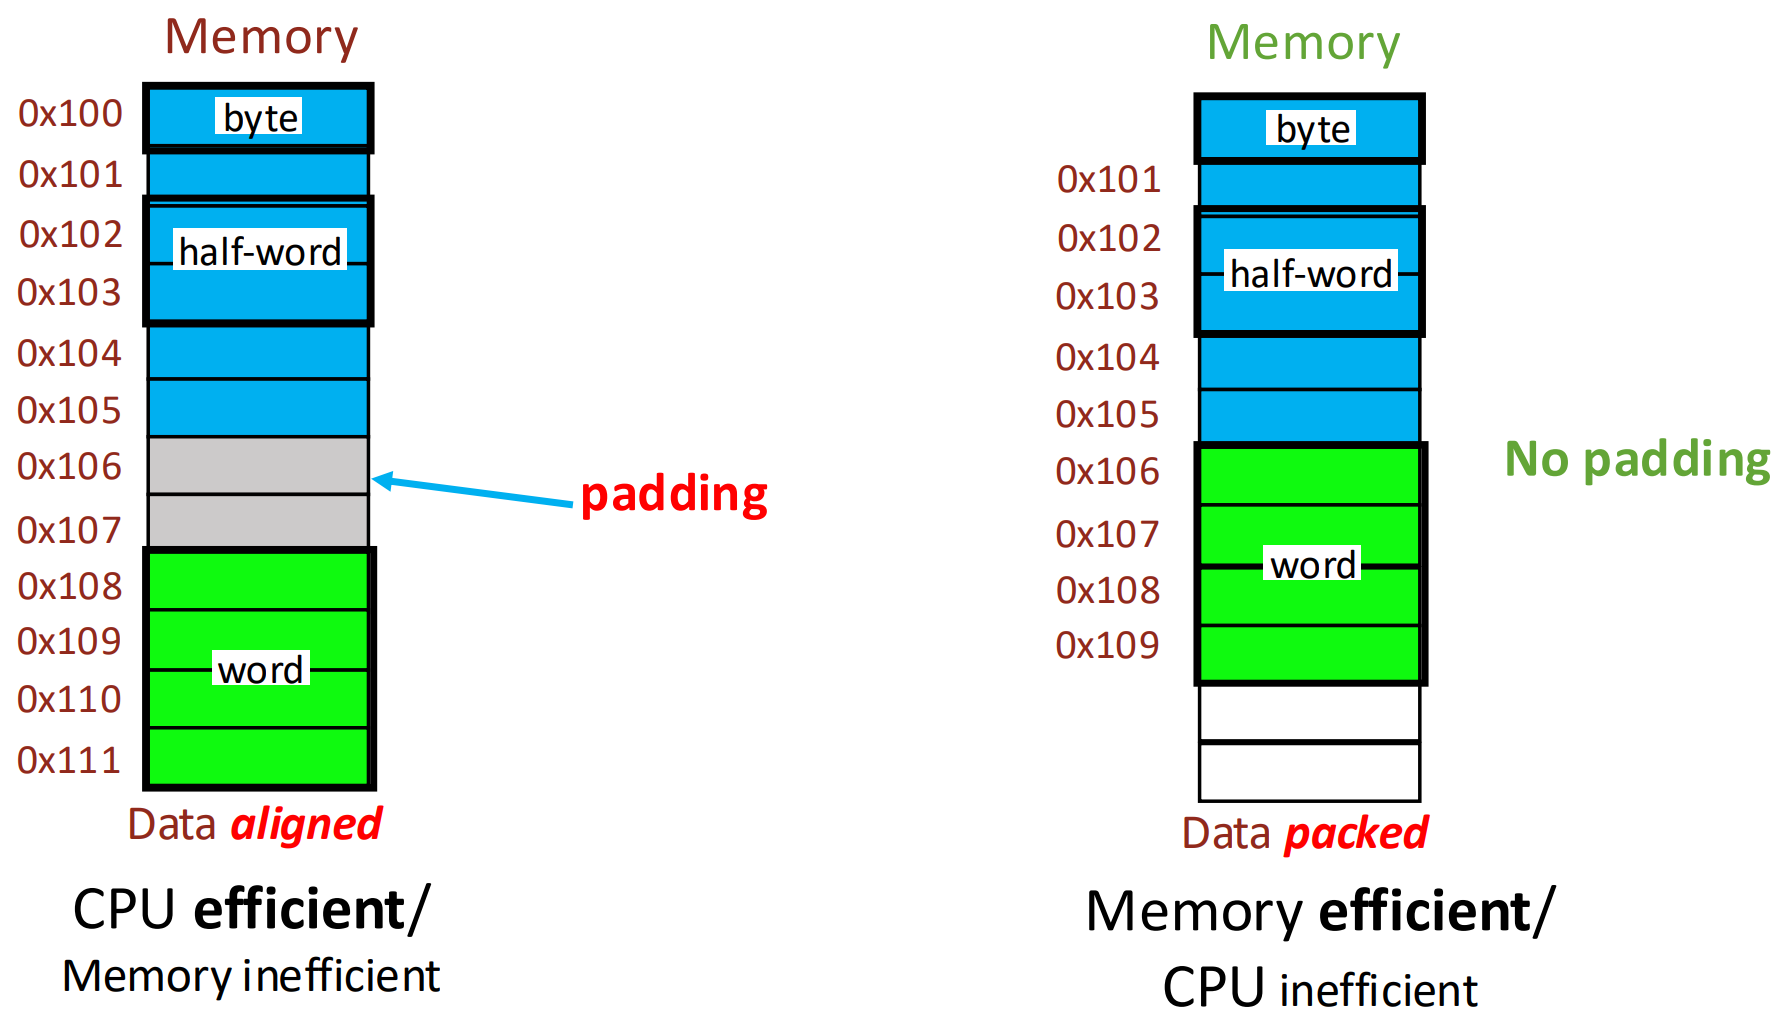 Memory
0x100
byte
0x101
0x102
half-word
0x103
0x104
0x105
0x106
padding
0x107
0x108
0x109
word
0x110
0x111
Data aligned
CPU efficient/
Memory inefficient
Memory
byte
0x101
0x102
half-word
0x103
0x104
0x105
No padding
0x106
0x107
word
0x108
0x109
Data packed
Memory efficient/
CPU inefficient